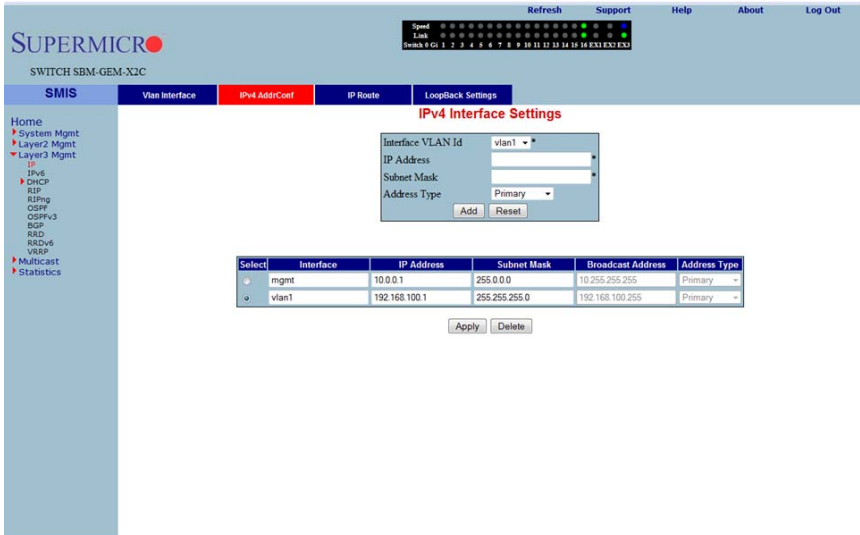 Refresh Support Help About Log Out
Speed
Link
Switch 0 Gi 1 2 3 4 5 6 7 8 9 10 11 12 13 14 15 16 EX1 EX2 EX3
SUPERMICRO
SWITCH SBM-GEM-X2C
SMIS
Vlan Interface IPv4 AddrConf IP Route LoopBack Settings
IPv4 Interface Settings
Home
System Mgmt
Layer2 Mgmt
Layer3 Mgmt
IP
IPv6
DHCP
RIP
RIPng
OSPF
OSPFv3
BGP
RRD
RRDv6
VRRP
Multicast
Statistics
Interface VLAN Id vlan1 *
IP Address *
Subnet Mask *
Address Type Primary
Add Reset
Select Interface IP Address Subnet Mask Broadcast Address Address Type
mgmt 10.0.0.1 255.0.0.0 10.255.255.255 Primary
vlan1 192.168.100.1 255.255.255.0 192.168.100.255 Primary
Apply Delete